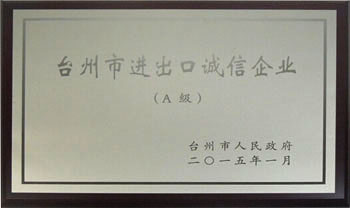 台州市进出口诚信企业
（A 级）
台州市人民政府
二〇一五年一月